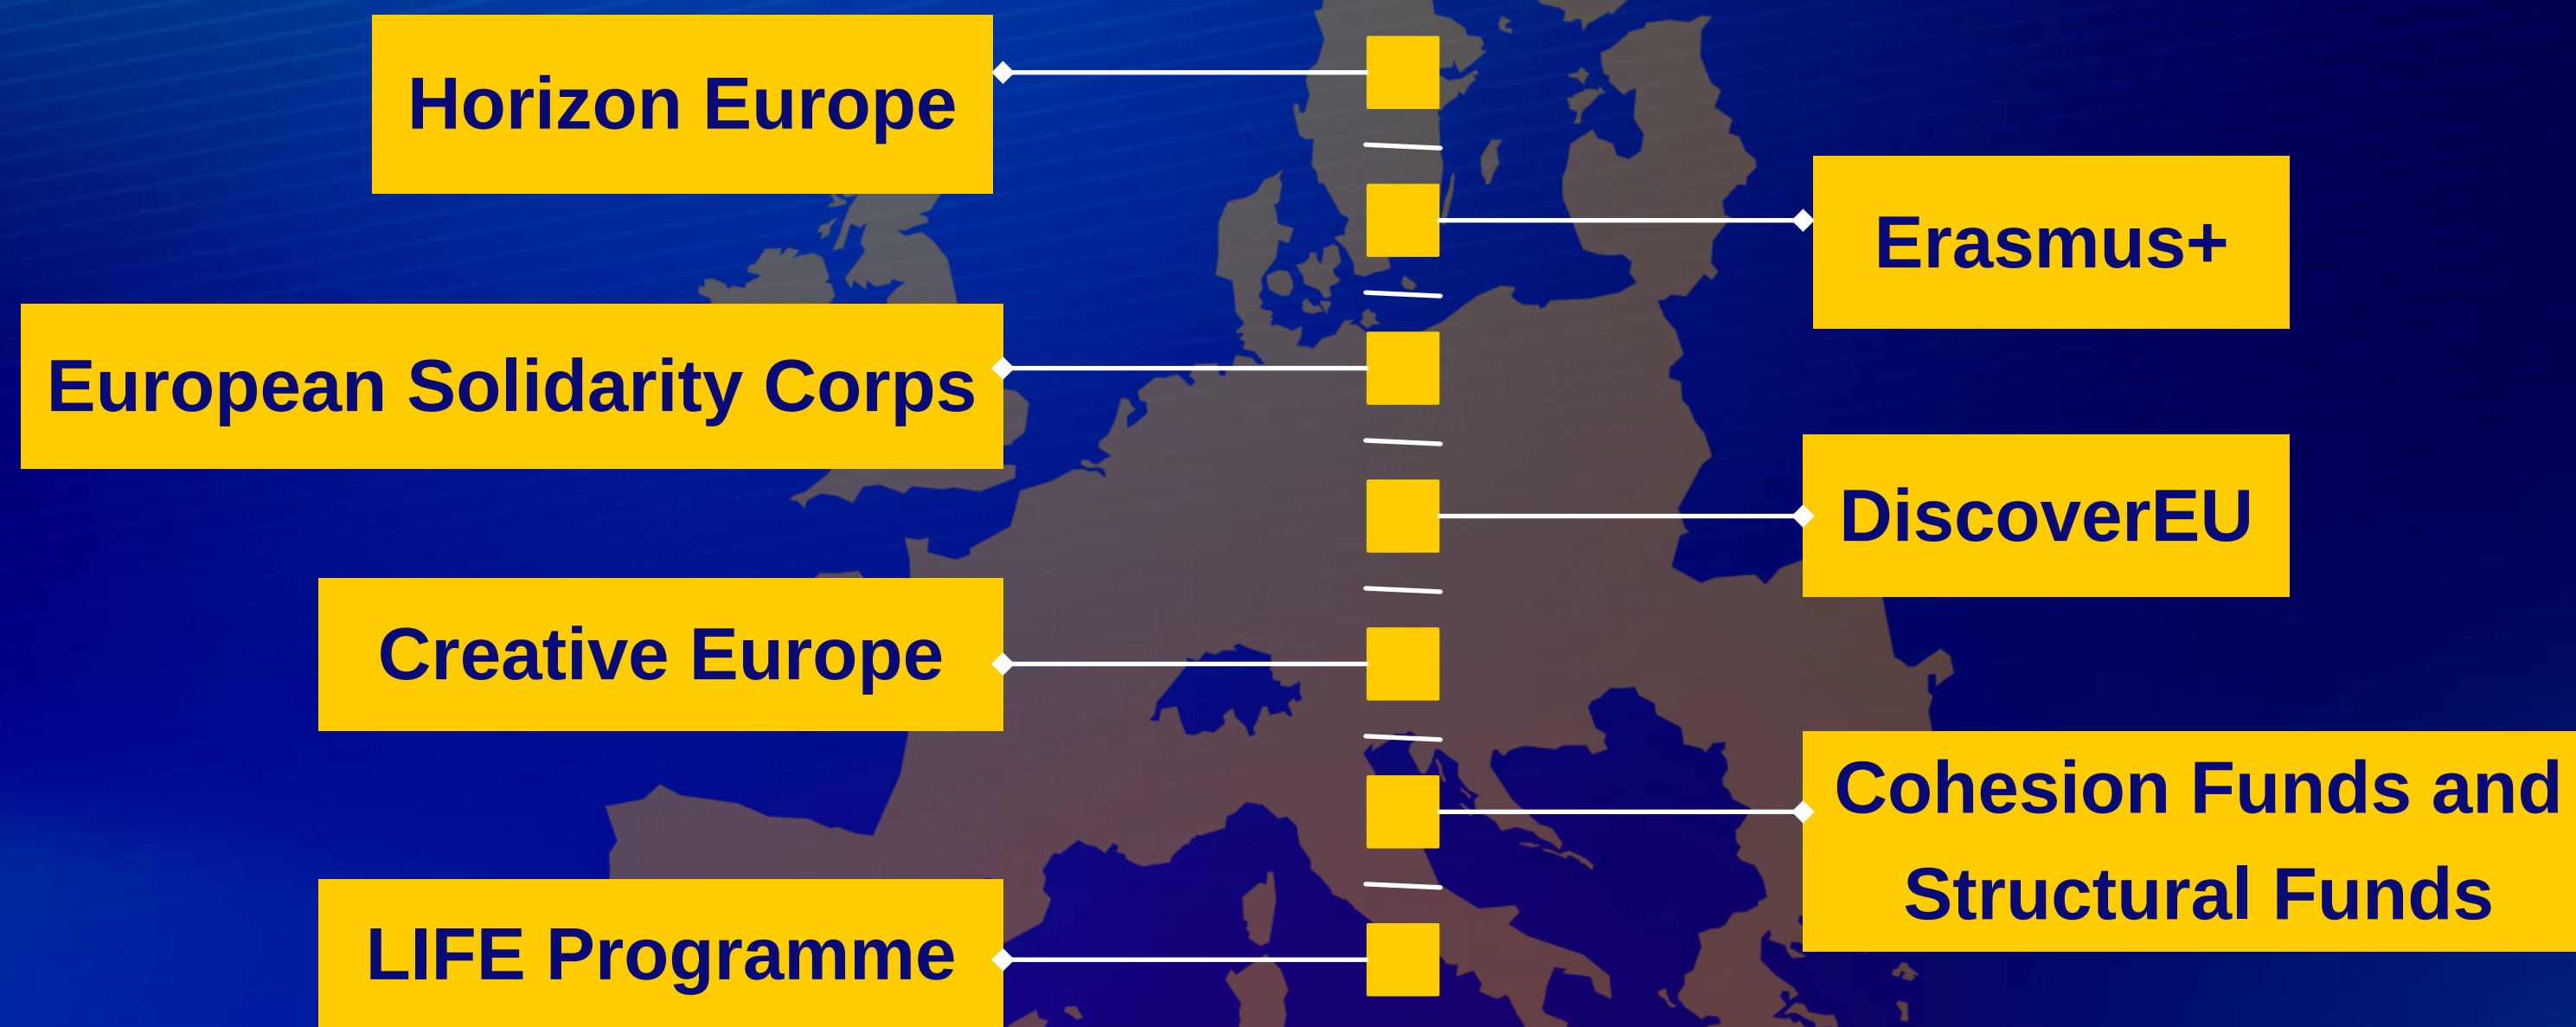 Horizon Europe
Erasmus+
European Solidarity Corps
DiscoverEU
Creative Europe
Cohesion Funds and
Structural Funds
LIFE Programme